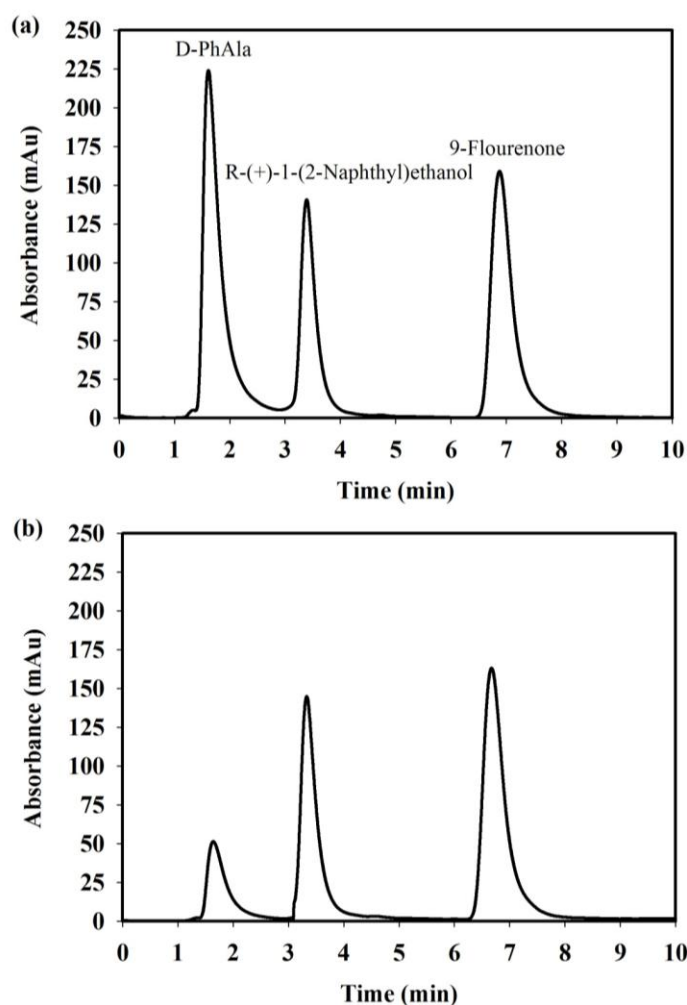 (a)
250
225
200
175
150
125
100
75
50
25
0
Absorbance (mAu)
D-PhAla
R-(+)-1-(2-Naphthyl)ethanol
9-Flourenone
0 1 2 3 4 5 6 7 8 9 10
Time (min)
(b)
250
225
200
175
150
125
100
75
50
25
0
Absorbance (mAu)
0 1 2 3 4 5 6 7 8 9 10
Time (min)